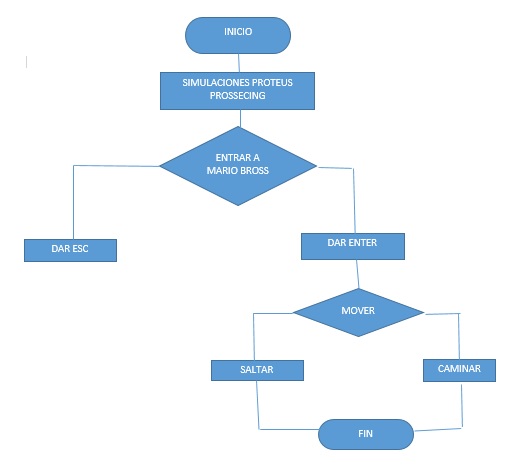 INICIO
SIMULACIONES PROTEUS
PROSSECING
ENTRAR A
MARIO BROSS
DAR ESC
DAR ENTER
MOVER
SALTAR
CAMINAR
FIN